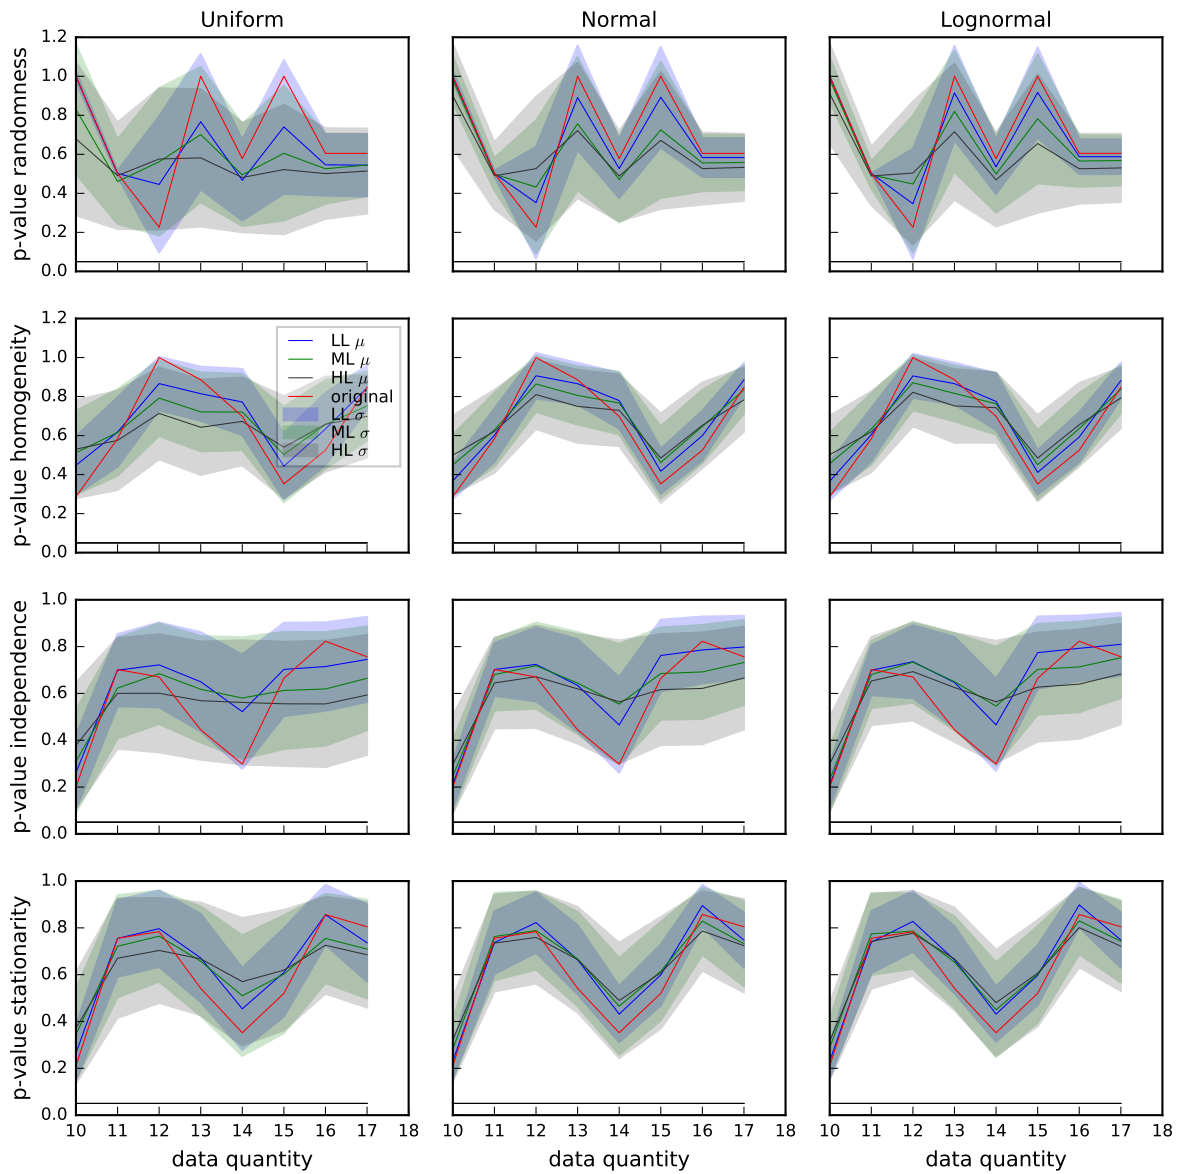 Uniform Normal Lognormal
p-value randomness
1.2
1.0
0.8
0.6
0.4
0.2
0.0
p-value homogeneity
1.2
1.0
0.8
0.6
0.4
0.2
0.0
LL μ
ML μ
HL μ
original
LL σ
ML σ
HL σ
p-value independence
1.0
0.8
0.6
0.4
0.2
0.0
p-value stationarity
1.0
0.8
0.6
0.4
0.2
0.0
10 11 12 13 14 15 16 17 18 10 11 12 13 14 15 16 17 18 10 11 12 13 14 15 16 17 18
data quantity data quantity data quantity